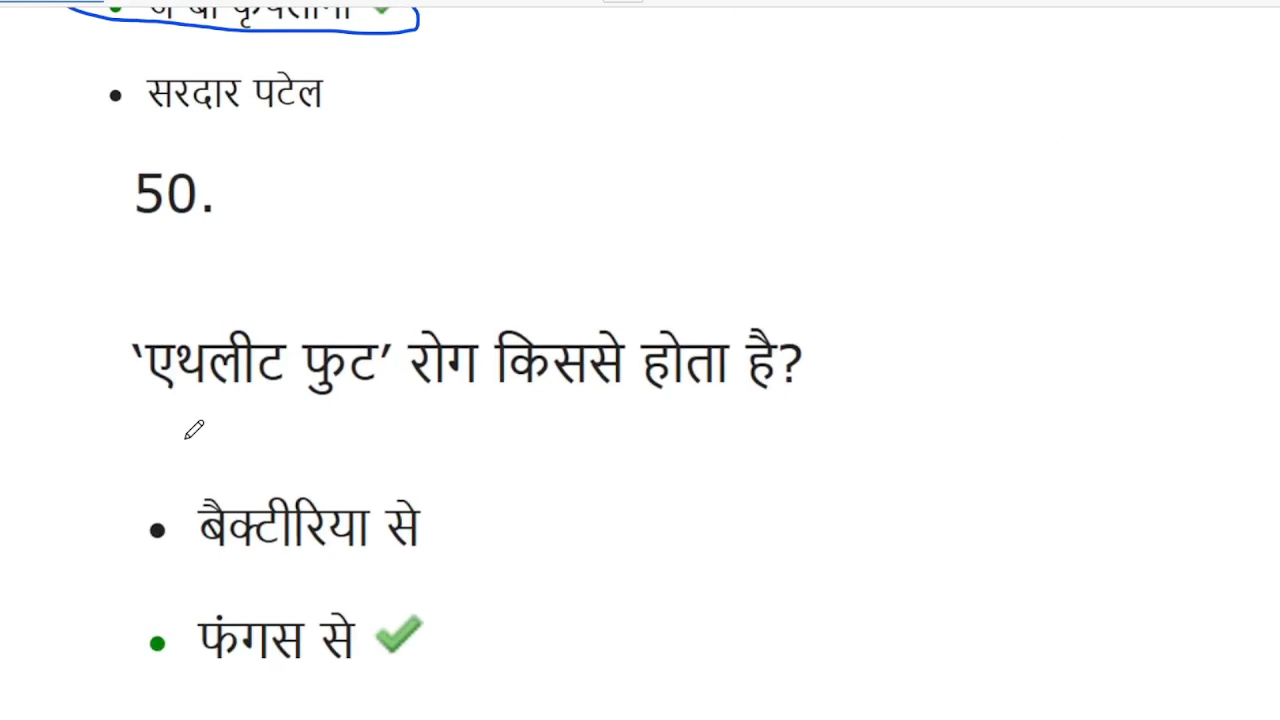 सरदार पटेल
50.
‘एथलीट फुट’ रोग किससे होता है?
बैक्टीरिया से
फंगस से